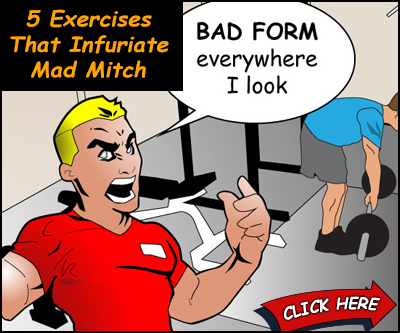 5 Exercises
That Infuriate
Mad Mitch
BAD FORM
everywhere
I look
CLICK HERE